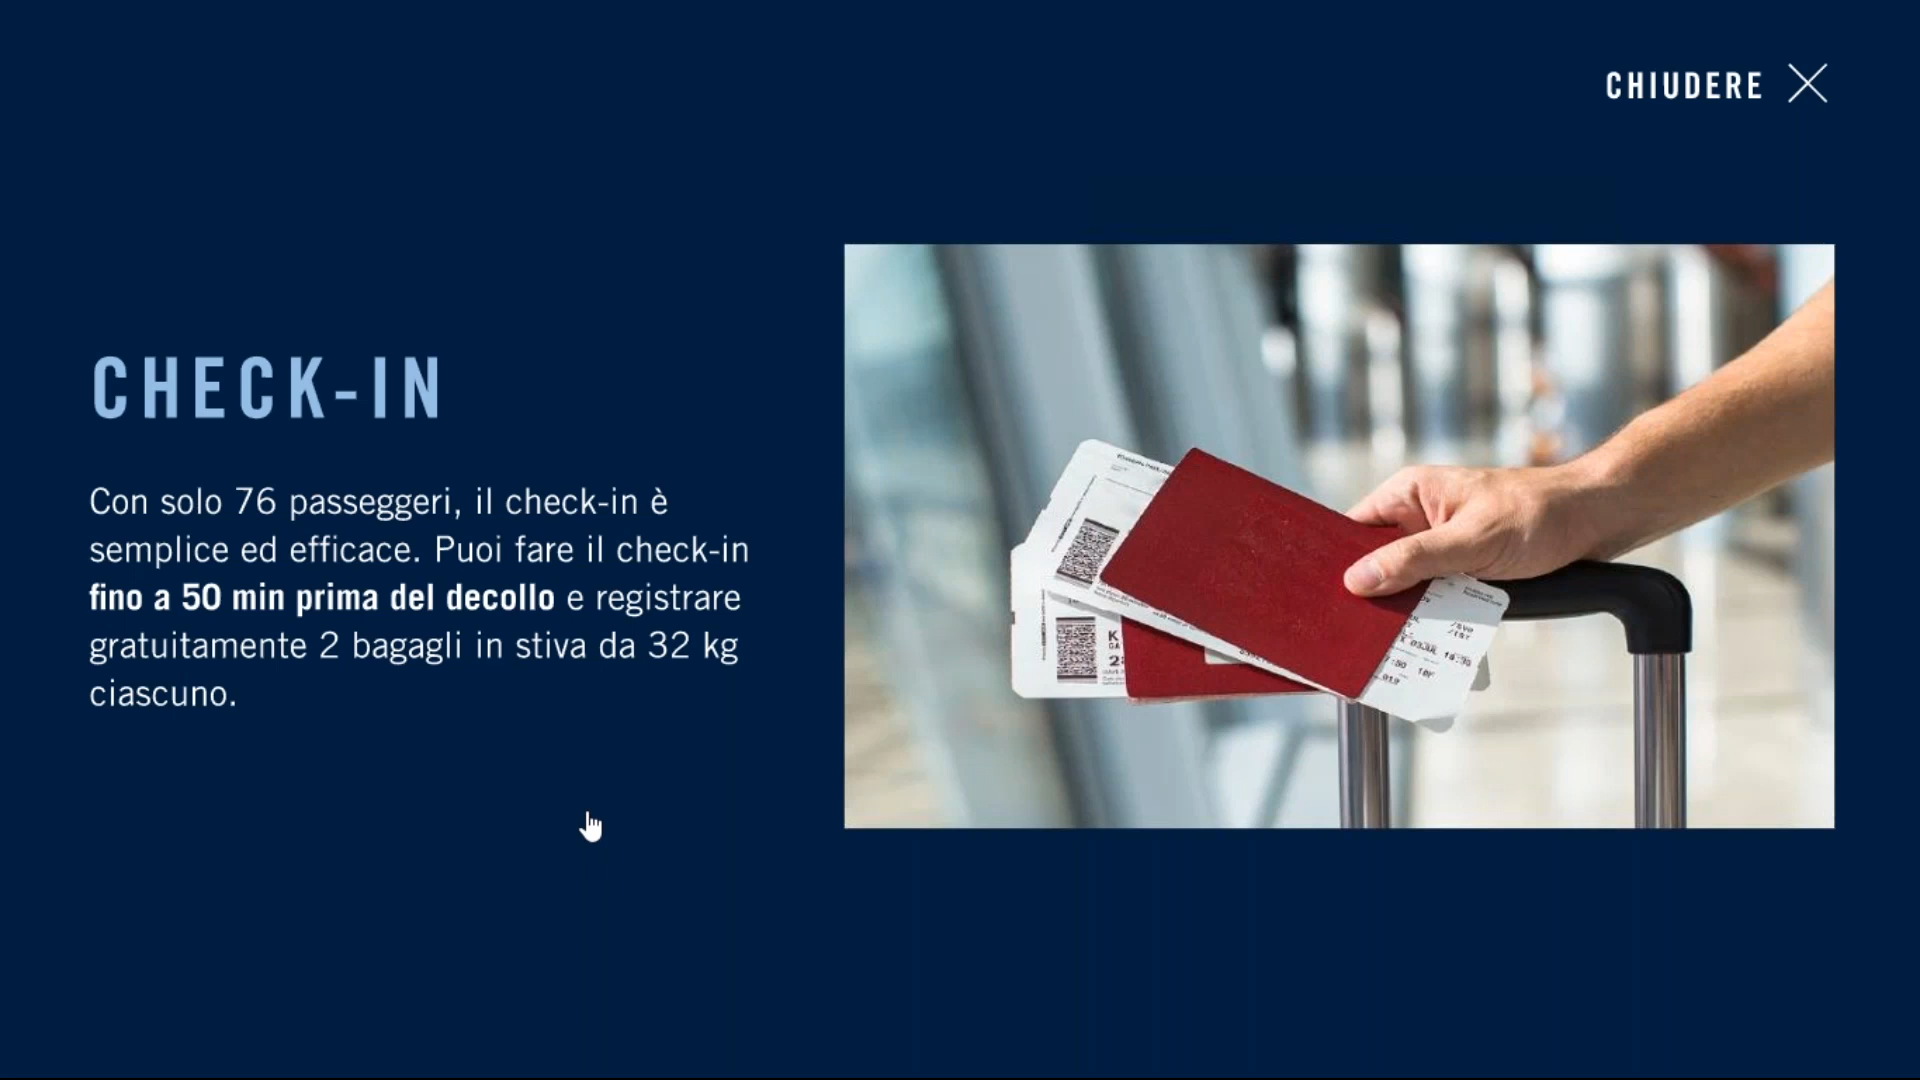 CHIUDERE
CHECK-IN
Con solo 76 passeggeri, il check-in è
semplice ed efficace. Puoi fare il check-in
fino a 50 min prima del decollo e registrare
gratuitamente 2 bagagli in stiva da 32 kg
ciascuno.